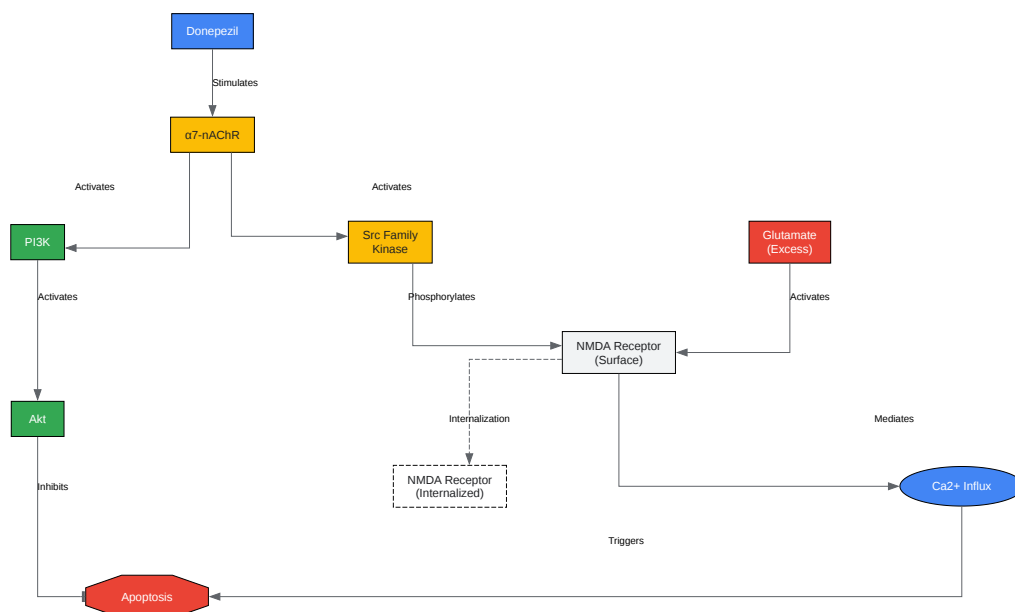 Donepezil
Stimulates
α7-nAChR
Activates
Activates
PI3K
Src Family
Kinase
Glutamate
(Excess)
Activates
Phosphorylates
Activates
NMDA Receptor
(Surface)
Akt
Internalization
Mediates
NMDA Receptor
(Internalized)
Inhibits
Ca2+ Influx
Triggers
Apoptosis